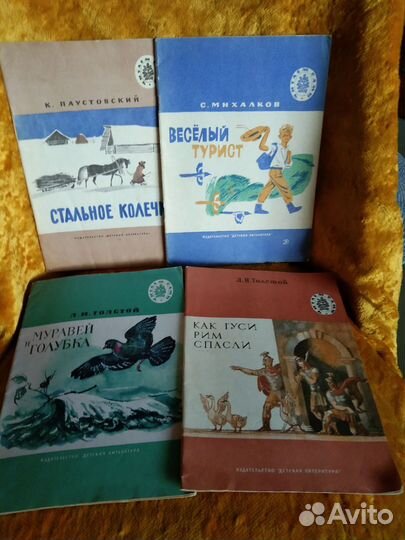 К. ПАУСТОВСКИЙ
СТАЛЬНОЕ КОЛЕЧ
ИЗДАТЕЛЬСТВО "ДЕТСКАЯ ЛИТЕРАТУРА"
С. МИХАЛКОВ
ВЕСЁЛЫЙ
ТУРИСТ
ИЗДАТЕЛЬСТВО "ДЕТСКАЯ ЛИТЕРАТУРА"
Л. Н. ТОЛСТОЙ
МУРАВЕЙ
И ГОЛУБКА
ИЗДАТЕЛЬСТВО "ДЕТСКАЯ ЛИТЕРАТУРА"
Л. Н. ТОЛСТОЙ
КАК ГУСИ
РИМ
СПАСЛИ
ИЗДАТЕЛЬСТВО "ДЕТСКАЯ ЛИТЕРАТУРА"
Avito